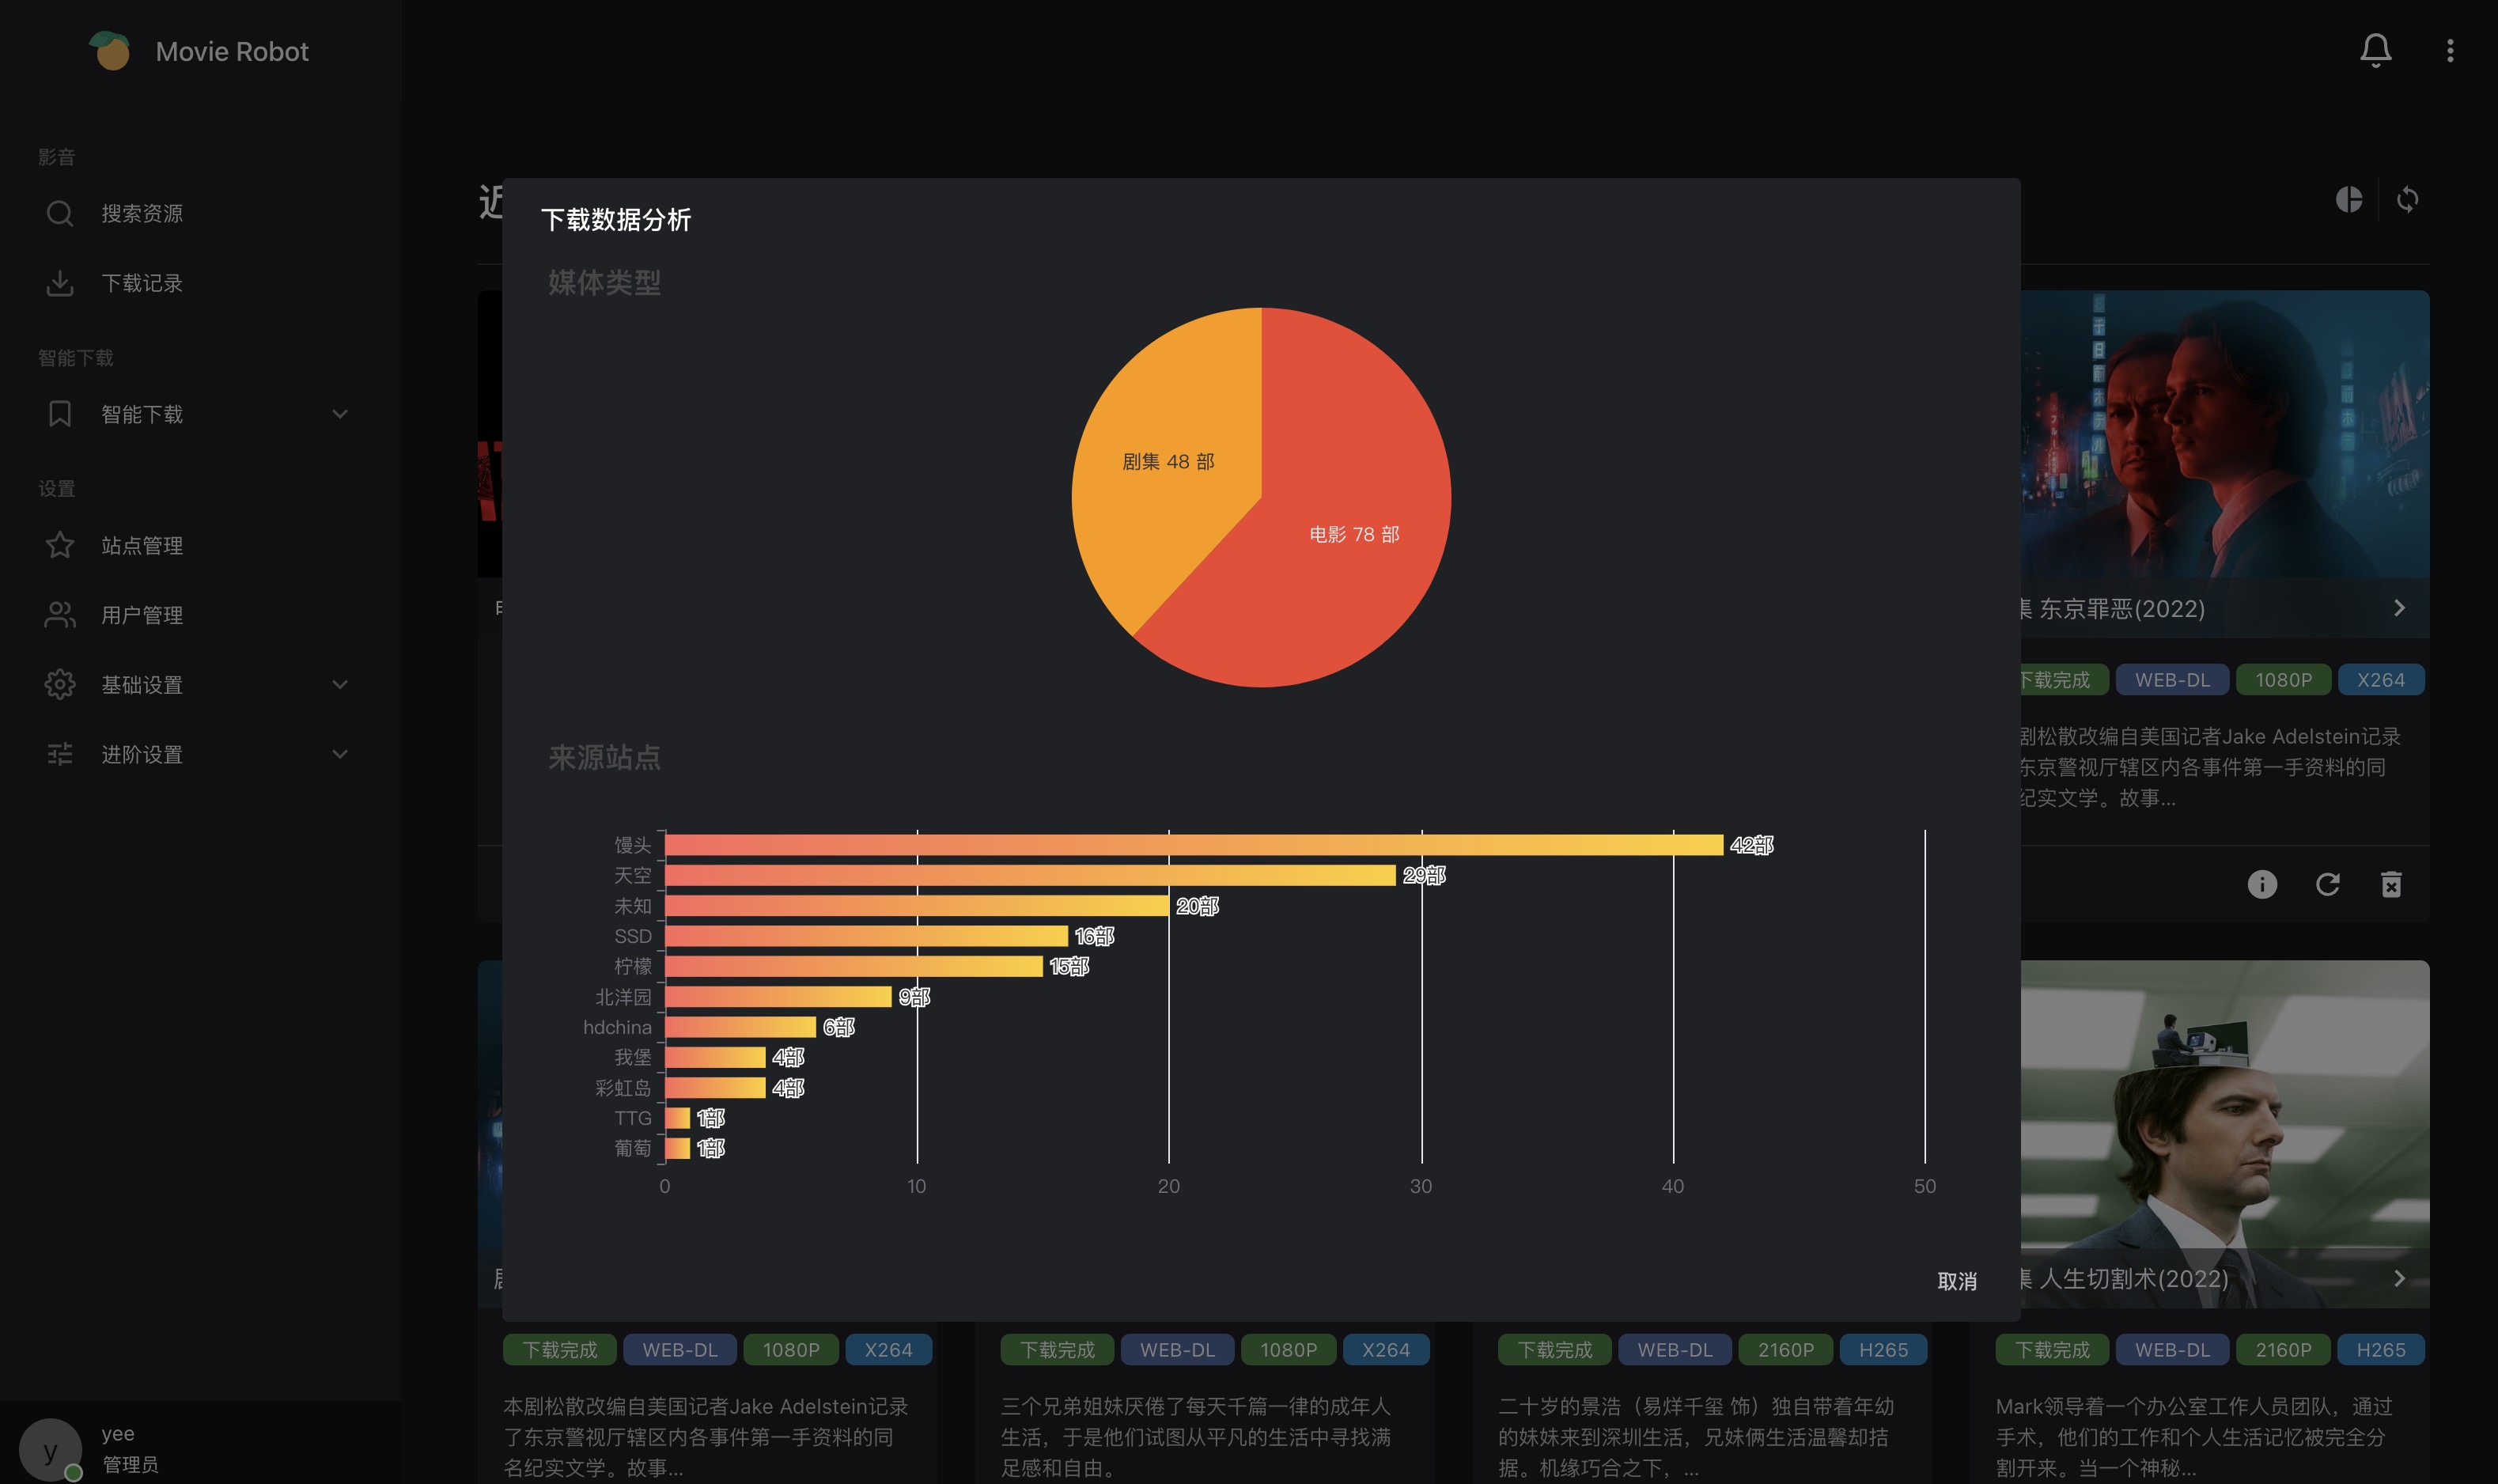 Movie Robot
影音
搜索资源
下载记录
智能下载
智能下载
设置
站点管理
用户管理
基础设置
进阶设置
yee
管理员
y
近
下载数据分析
媒体类型
剧集 48 部
电影 78 部
来源站点
馒头 42部
天空 29部
未知 20部
SSD 16部
柠檬 15部
北洋园 9部
hdchina 6部
我堡 4部
彩虹岛 4部
TTG 1部
葡萄 1部
0 10 20 30 40 50
取消
集 东京罪恶(2022)
下载完成 WEB-DL 1080P X264
剧松散改编自美国记者Jake Adelstein记录
东京警视厅辖区内各事件第一手资料的同
纪实文学。故事...
集 人生切割术(2022)
下载完成 WEB-DL 1080P X264
本剧松散改编自美国记者Jake Adelstein记录
了东京警视厅辖区内各事件第一手资料的同
名纪实文学。故事...
下载完成 WEB-DL 1080P X264
三个兄弟姐妹厌倦了每天千篇一律的成年人
生活，于是他们试图从平凡的生活中寻找满
足感和自由。
下载完成 WEB-DL 2160P H265
二十岁的景浩（易烊千玺 饰）独自带着年幼
的妹妹来到深圳生活，兄妹俩生活温馨却拮
据。机缘巧合之下，...
下载完成 WEB-DL 2160P H265
Mark领导着一个办公室工作人员团队，通过
手术，他们的工作和个人生活记忆被完全分
割开来。当一个神秘...